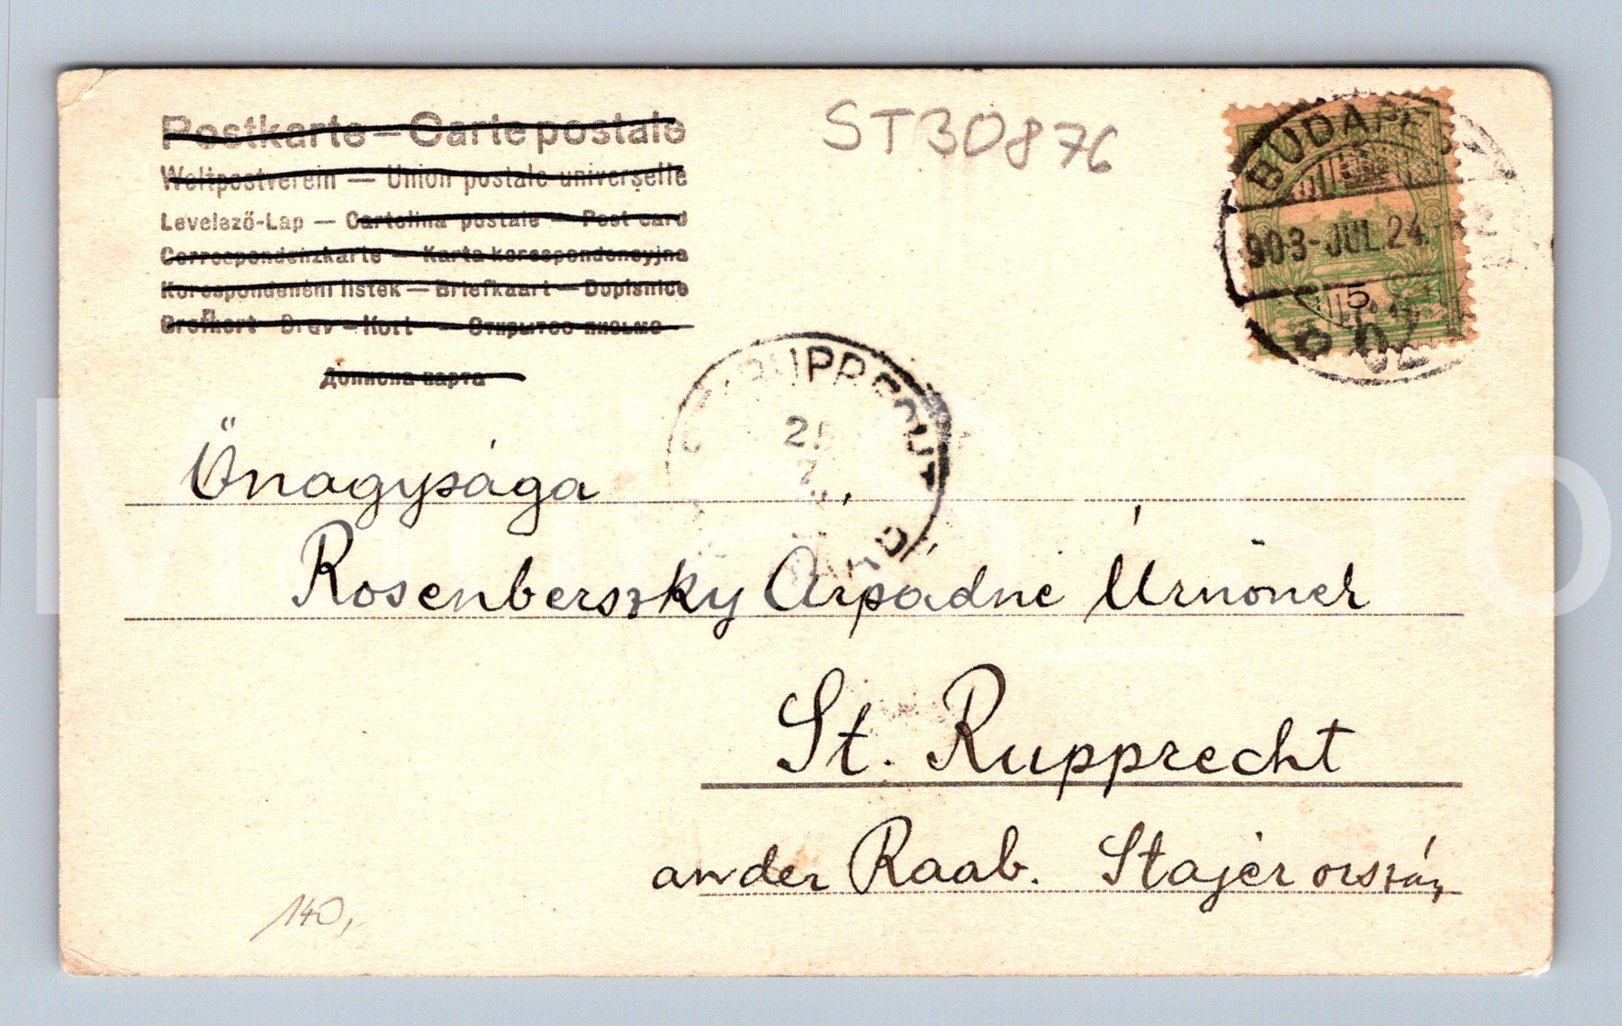 Postkarte – Carte postale
Weltpostverein — Union postale universelle
Levelező-Lap — Cartolina postale — Post card
Correspondenzkarte — Karta korespondencyjna
Korespondenční lístek — Briefkaart — Dopisnice
Brefkort — Brev-Kort — Открытое письмо
Дописна карта
ST30876
BUDAPEST
903-JUL 24
5
Őnagysága
Rosenberszky Árpádné Úrnőnek
St. Rupprecht
an der Raab. Stájerország
140,